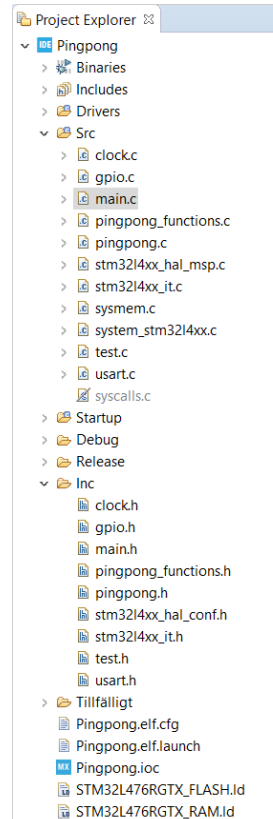 Project Explorer
IDE Pingpong
Binaries
Includes
Drivers
Src
clock.c
gpio.c
main.c
pingpong_functions.c
pingpong.c
stm32l4xx_hal_msp.c
stm32l4xx_it.c
sysmem.c
system_stm32l4xx.c
test.c
usart.c
syscalls.c
Startup
Debug
Release
Inc
clock.h
gpio.h
main.h
pingpong_functions.h
pingpong.h
stm32l4xx_hal_conf.h
stm32l4xx_it.h
test.h
usart.h
Tillfälligt
Pingpong.elf.cfg
Pingpong.elf.launch
MX Pingpong.ioc
STM32L476RGTX_FLASH.ld
STM32L476RGTX_RAM.ld